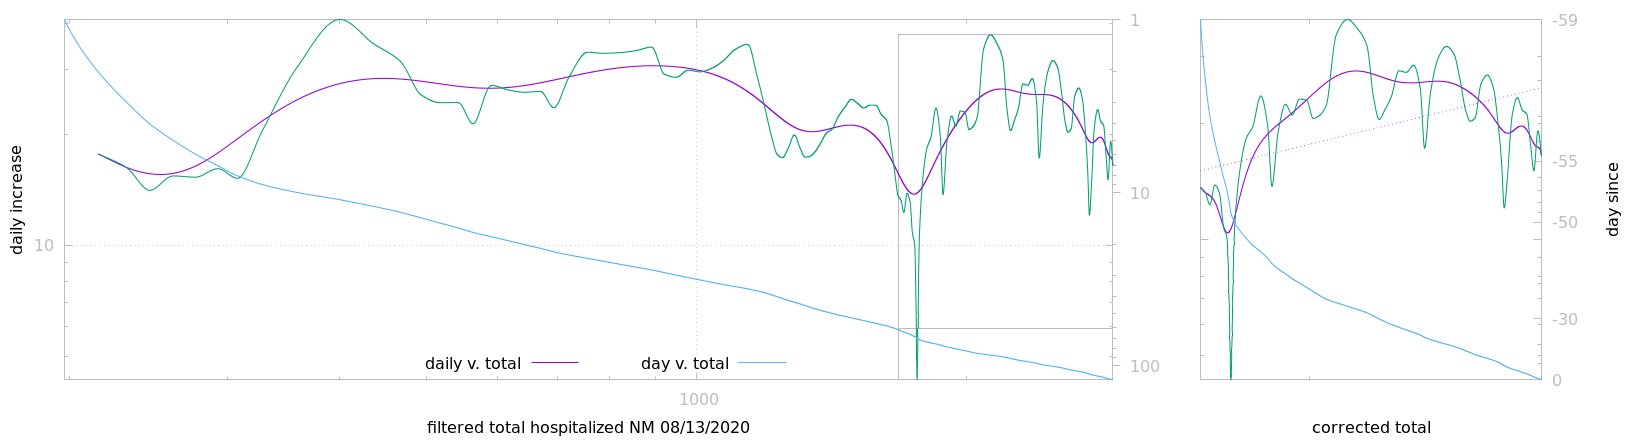 daily increase
10
1
10
100
daily v. total
day v. total
1000
filtered total hospitalized NM 08/13/2020
-59
-55
-50
-30
0
day since
corrected total